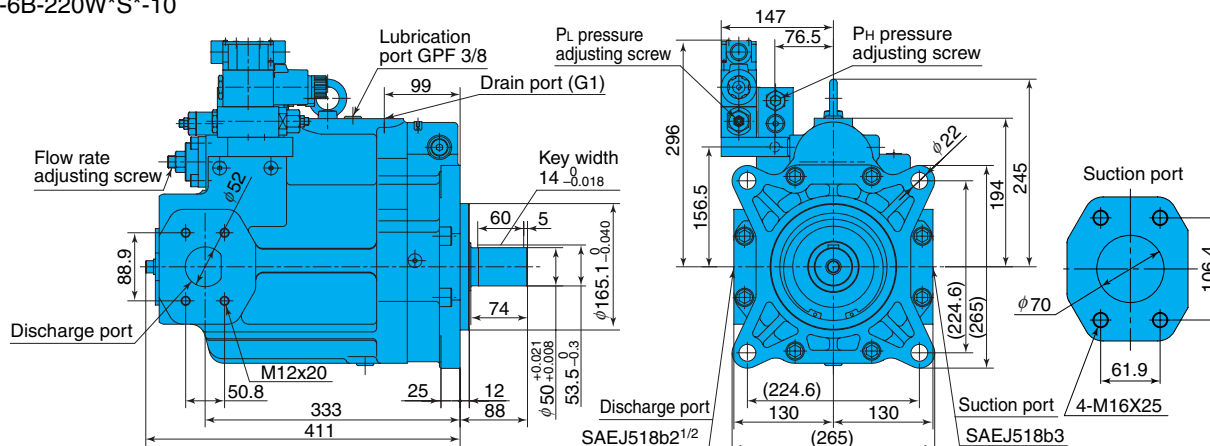 -6B-220W*S*-10
Lubrication
port GPF 3/8
99
Drain port (G1)
Flow rate
adjusting screw
φ52
Key width
14 0 -0.018
60
5
88.9
φ165.1 0 -0.040
Discharge port
74
M12x20
50.8
25
12
φ50 +0.021 +0.008
53.5 0 -0.3
333
88
411
147
76.5
PL pressure
adjusting screw
PH pressure
adjusting screw
296
156.5
φ22
194
245
(224.6)
(265)
(224.6)
130
130
(265)
Discharge port
SAEJ518b2 1/2
Suction port
SAEJ518b3
Suction port
106.4
φ70
61.9
4-M16X25